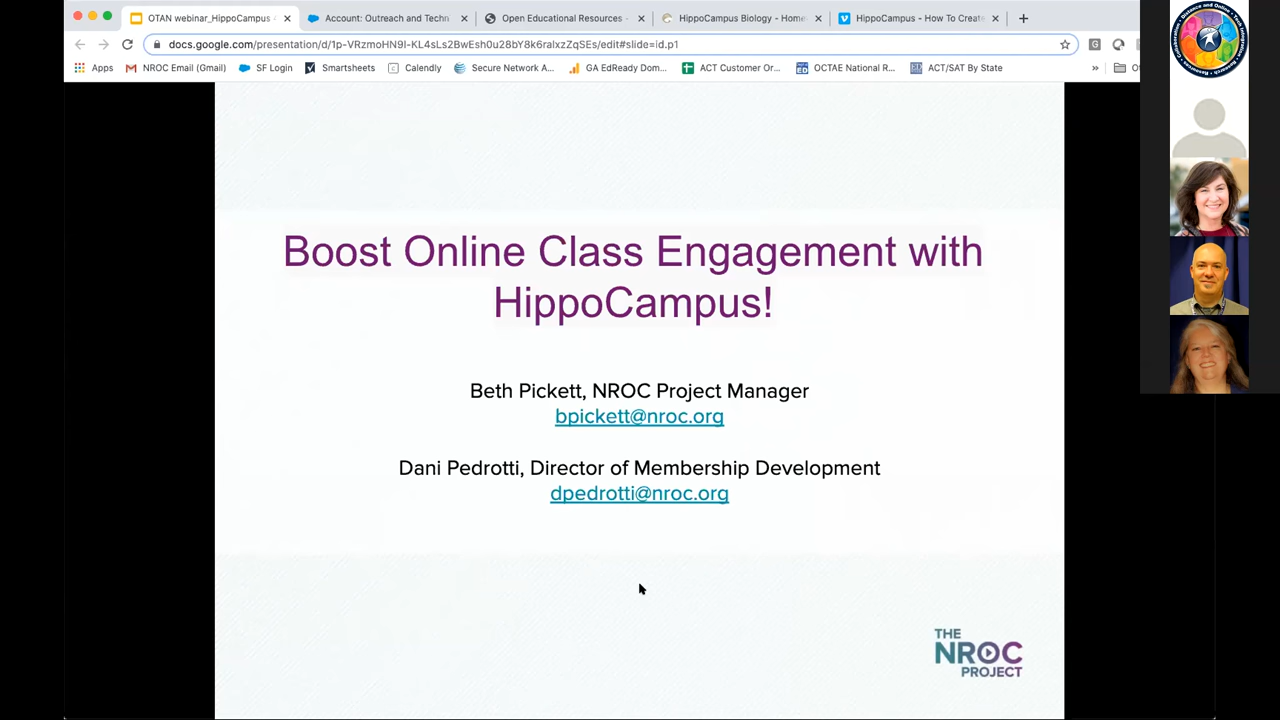 OTAN webinar_HippoCampus
Account: Outreach and Techn
Open Educational Resources -
HippoCampus Biology - Home
HippoCampus - How To Create
docs.google.com/presentation/d/
/edit#slide=id.p1
Apps
NROC Email (Gmail)
SF Login
Smartsheets
Calendly
Secure Network A...
GA EdReady Dom...
ACT Customer Or...
OCTAE National R...
ACT/SAT By State
Boost Online Class Engagement with
HippoCampus!
Beth Pickett, NROC Project Manager
bpickett@nroc.org
Dani Pedrotti, Director of Membership Development
dpedrotti@nroc.org
THE
NROC
PROJECT